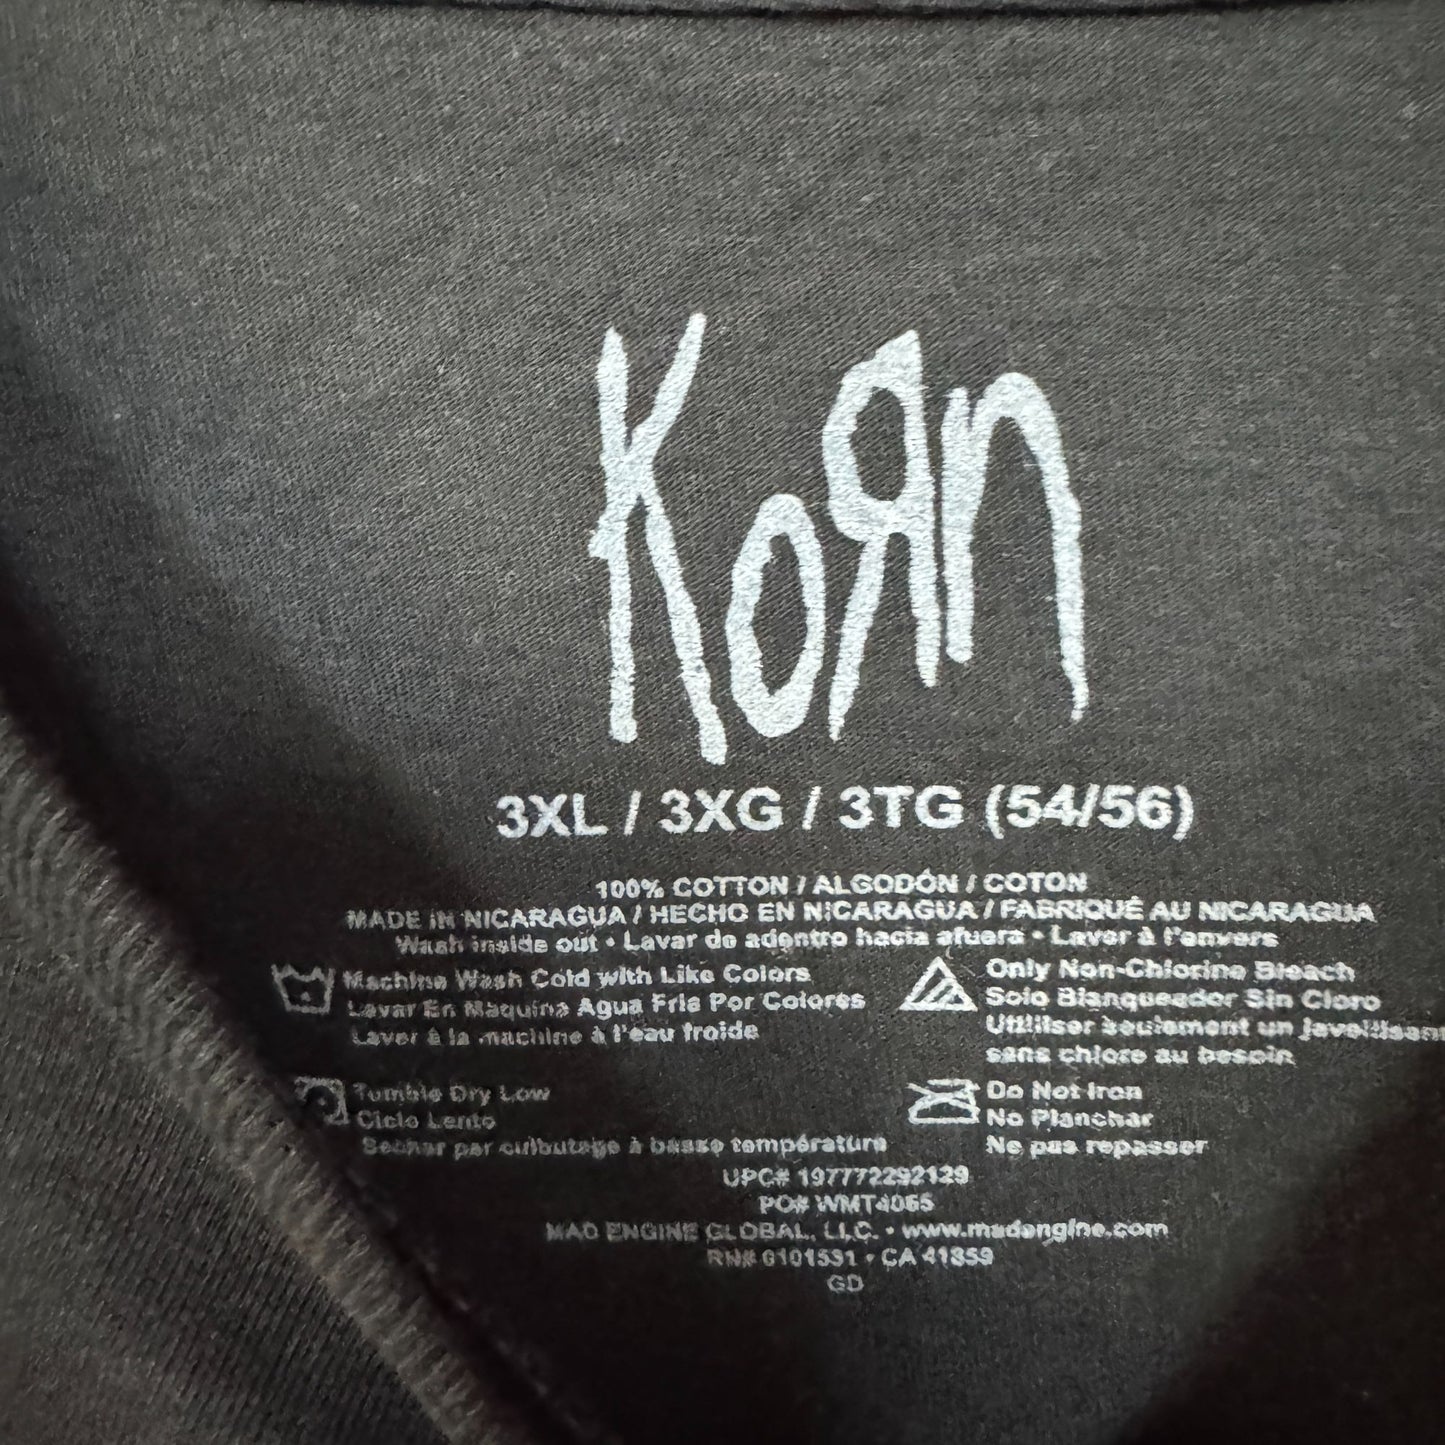 KoЯn
3XL / 3XG / 3TG (54/56)
100% COTTON / ALGODÓN / COTON
MADE IN NICARAGUA / HECHO EN NICARAGUA / FABRIQUÉ AU NICARAGUA
Wash inside out • Lavar de adentro hacia afuera • Laver à l'envers
Machine Wash Cold with Like Colors
Lavar En Maquina Agua Fria Por Colores
Laver à la machine à l'eau froide
Only Non-Chlorine Bleach
Solo Blanqueador Sin Cloro
Utiliser seulement un javellisant
sans chlore au besoin
Tumble Dry Low
Ciclo Lento
Sechar par culbutage à basse température
Do Not Iron
No Planchar
Ne pas repasser
UPC# 197772292129
PO# WMT4065
MAD ENGINE GLOBAL, LLC. • www.madengine.com
RN# 0101531 • CA 41859
GD